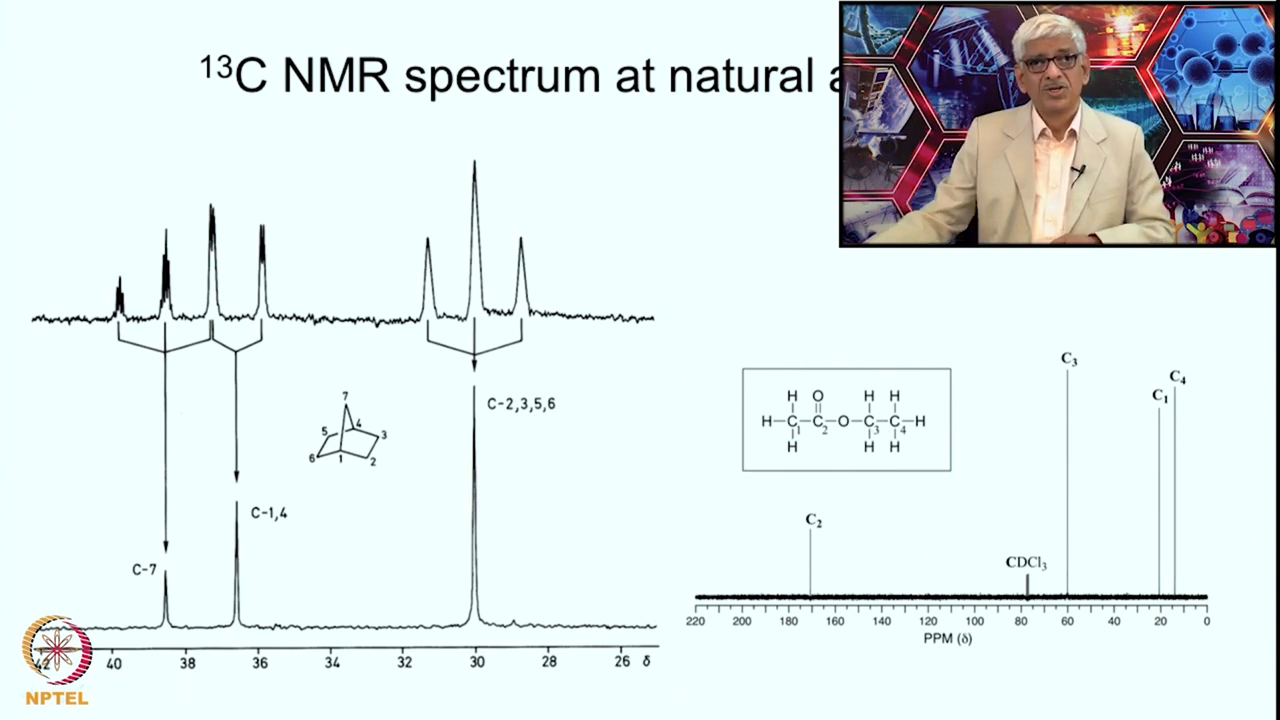 ¹³C NMR spectrum at natural
C-2,3,5,6
7
5
4
3
6
1
2
C-1,4
C-7
42 40 38 36 34 32 30 28 26 δ
C₃
C₄
C₁
H O H H
H–C–C–O–C–C–H
1 2 3 4
H H H
C₂
CDCl₃
220 200 180 160 140 120 100 80 60 40 20 0
PPM (δ)
NPTEL